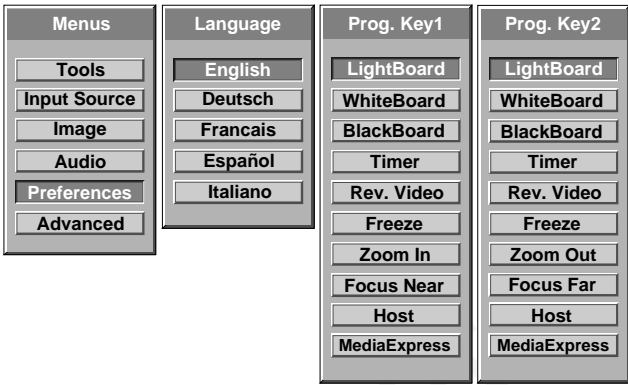 Menus
Tools
Input Source
Image
Audio
Preferences
Advanced
Language
English
Deutsch
Francais
Español
Italiano
Prog. Key1
LightBoard
WhiteBoard
BlackBoard
Timer
Rev. Video
Freeze
Zoom In
Focus Near
Host
MediaExpress
Prog. Key2
LightBoard
WhiteBoard
BlackBoard
Timer
Rev. Video
Freeze
Zoom Out
Focus Far
Host
MediaExpress